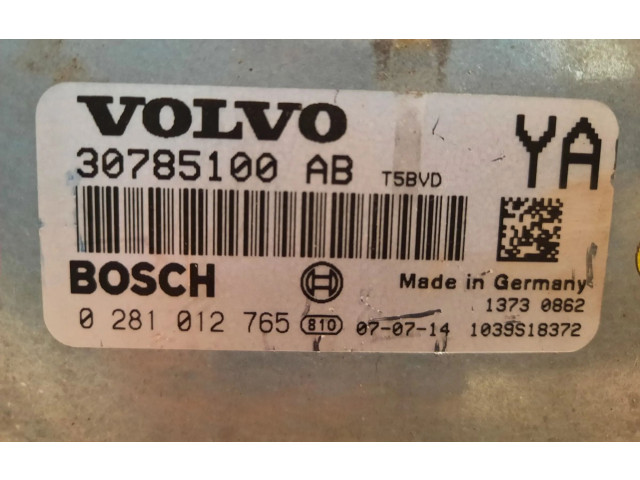 VOLVO
30785100 AB T5BVD
YA
BOSCH
Made in Germany
1373 0862
0 281 012 765 810 07-07-14 1039S18372